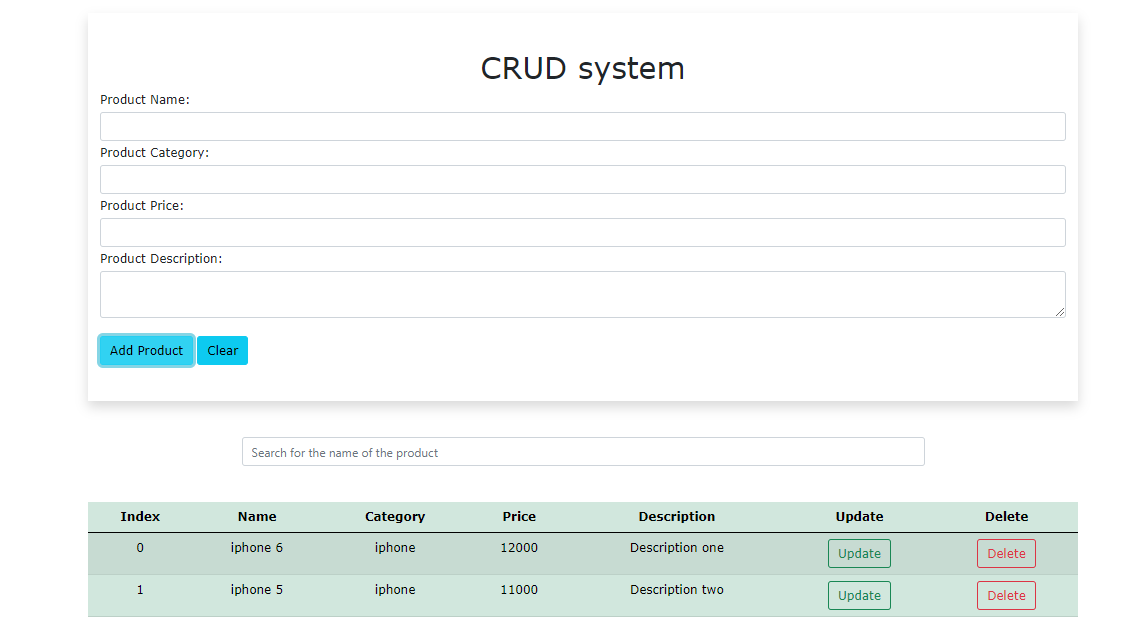 CRUD system
Product Name:
Product Category:
Product Price:
Product Description:
Add Product Clear
Search for the name of the product
Index Name Category Price Description Update Delete
0 iphone 6 iphone 12000 Description one Update Delete
1 iphone 5 iphone 11000 Description two Update Delete